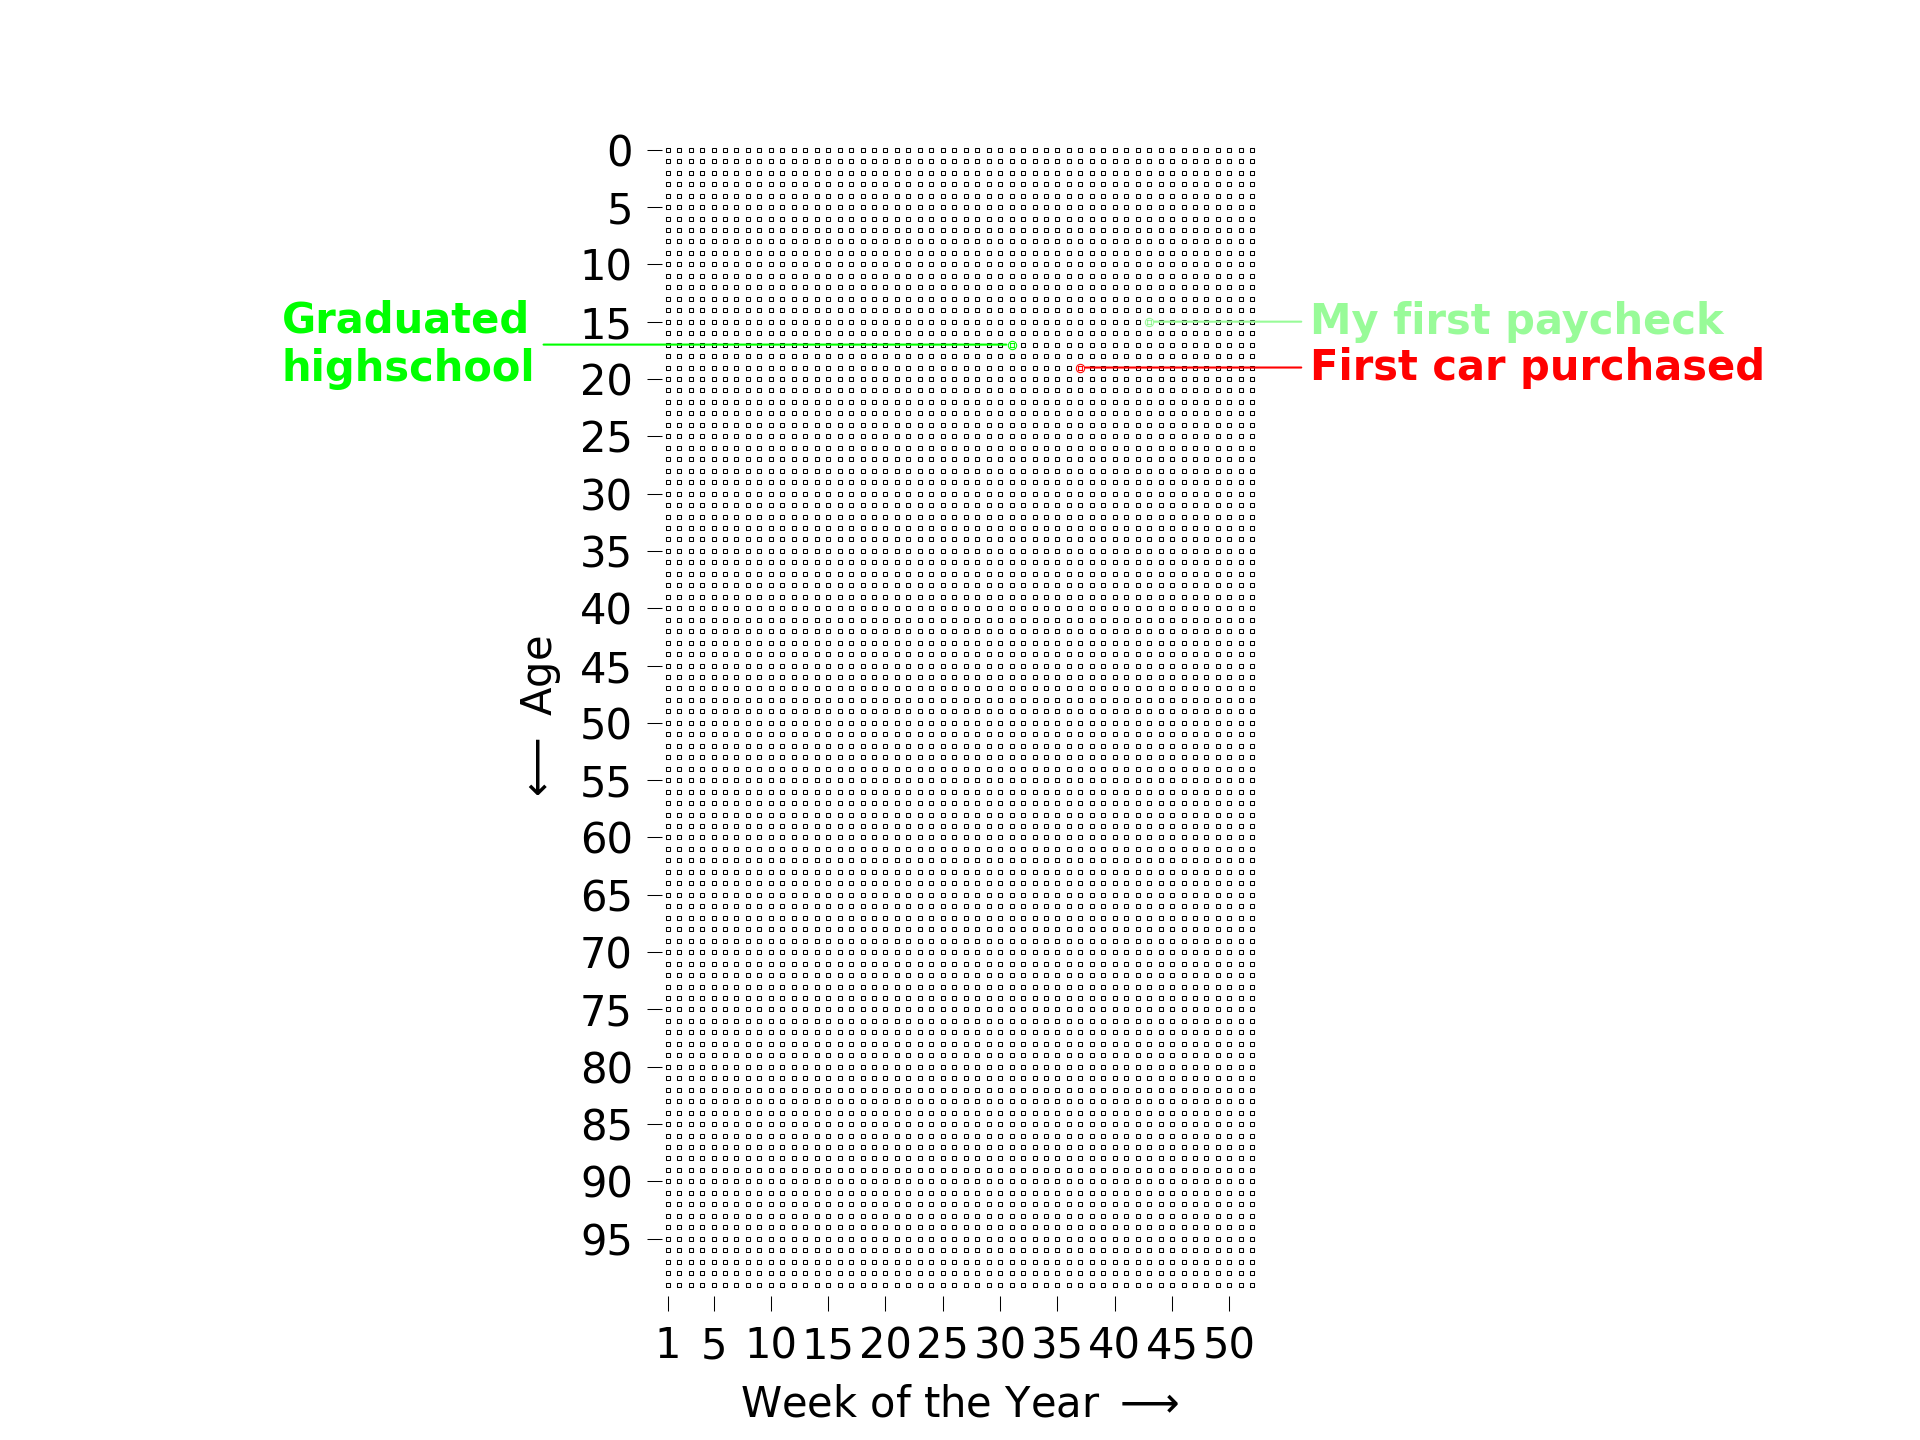 0
5
10
15
20
25
30
35
40
45
50
55
60
65
70
75
80
85
90
95
Graduated
highschool
My first paycheck
First car purchased
← Age
1 5 10 15 20 25 30 35 40 45 50
Week of the Year →